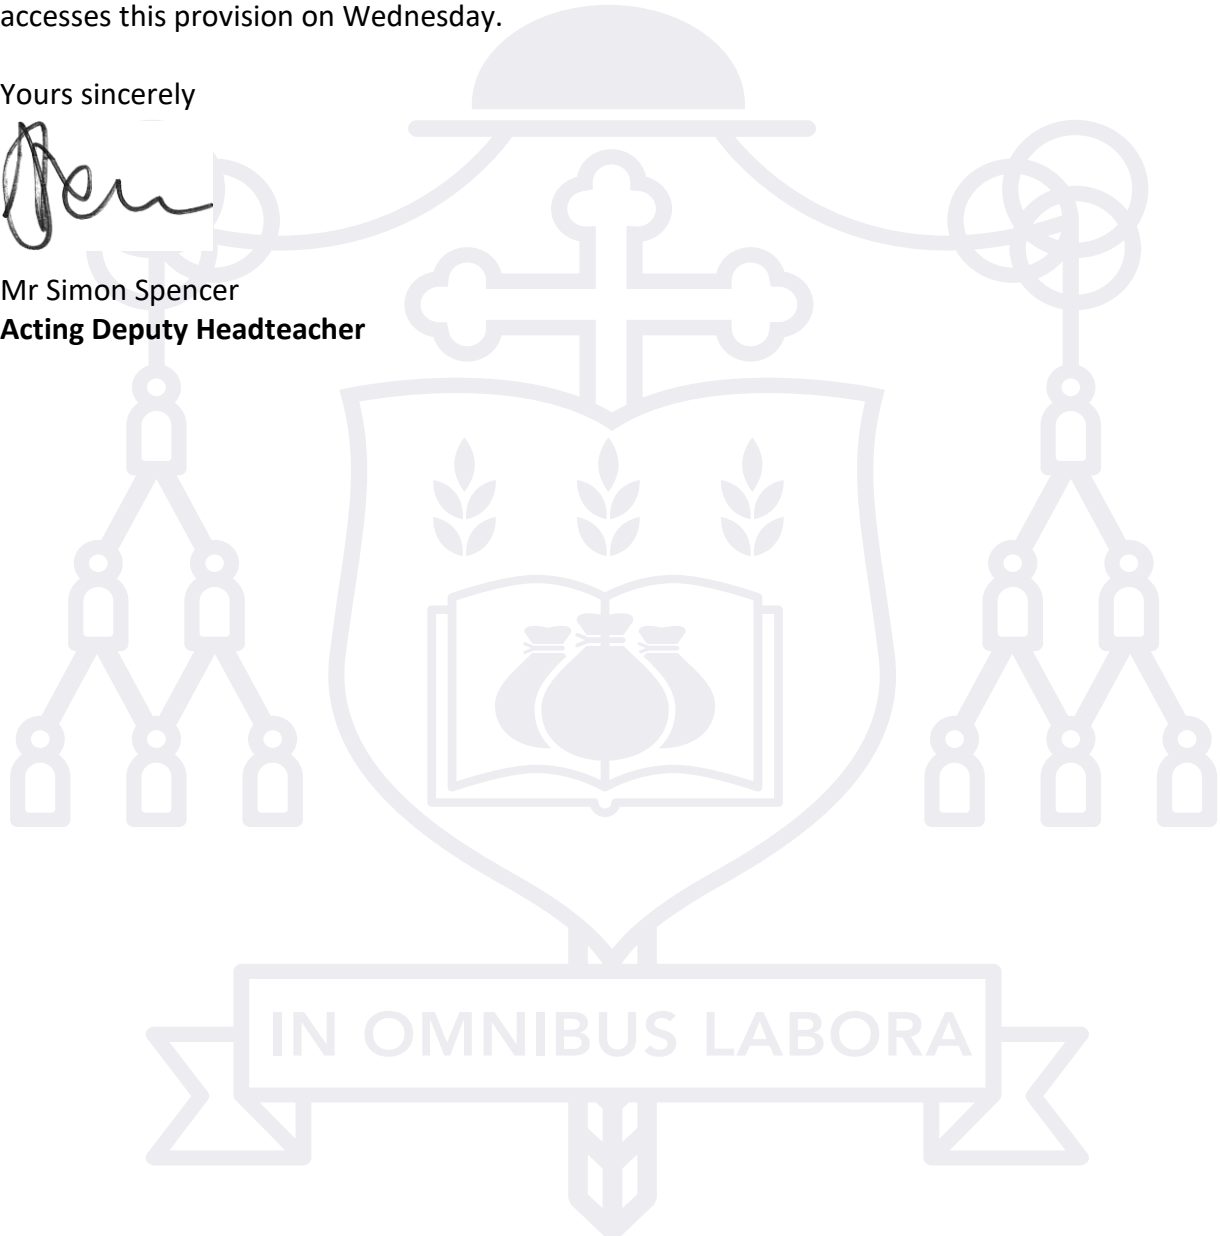 accesses this provision on Wednesday.
Yours sincerely
Mr Simon Spencer
Acting Deputy Headteacher
IN OMNIBUS LABORA